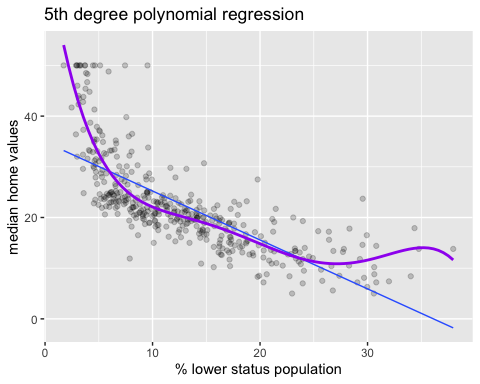 5th degree polynomial regression
median home values
40
20
0
0
10
20
30
% lower status population